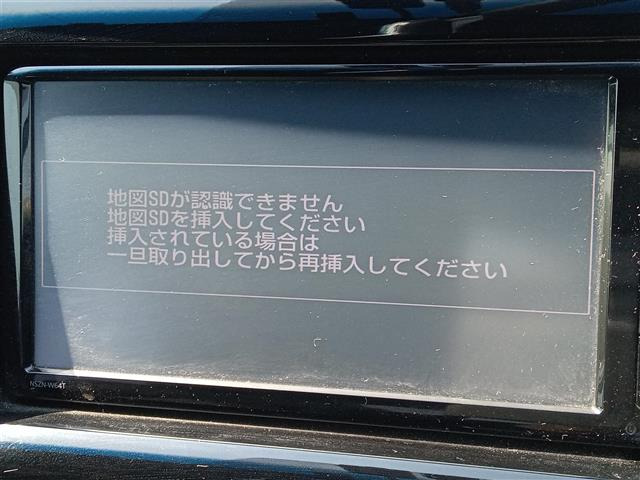 地図SDが認識できません
地図SDを挿入してください
挿入されている場合は
一旦取り出してから再挿入してください
NSZN-W64T